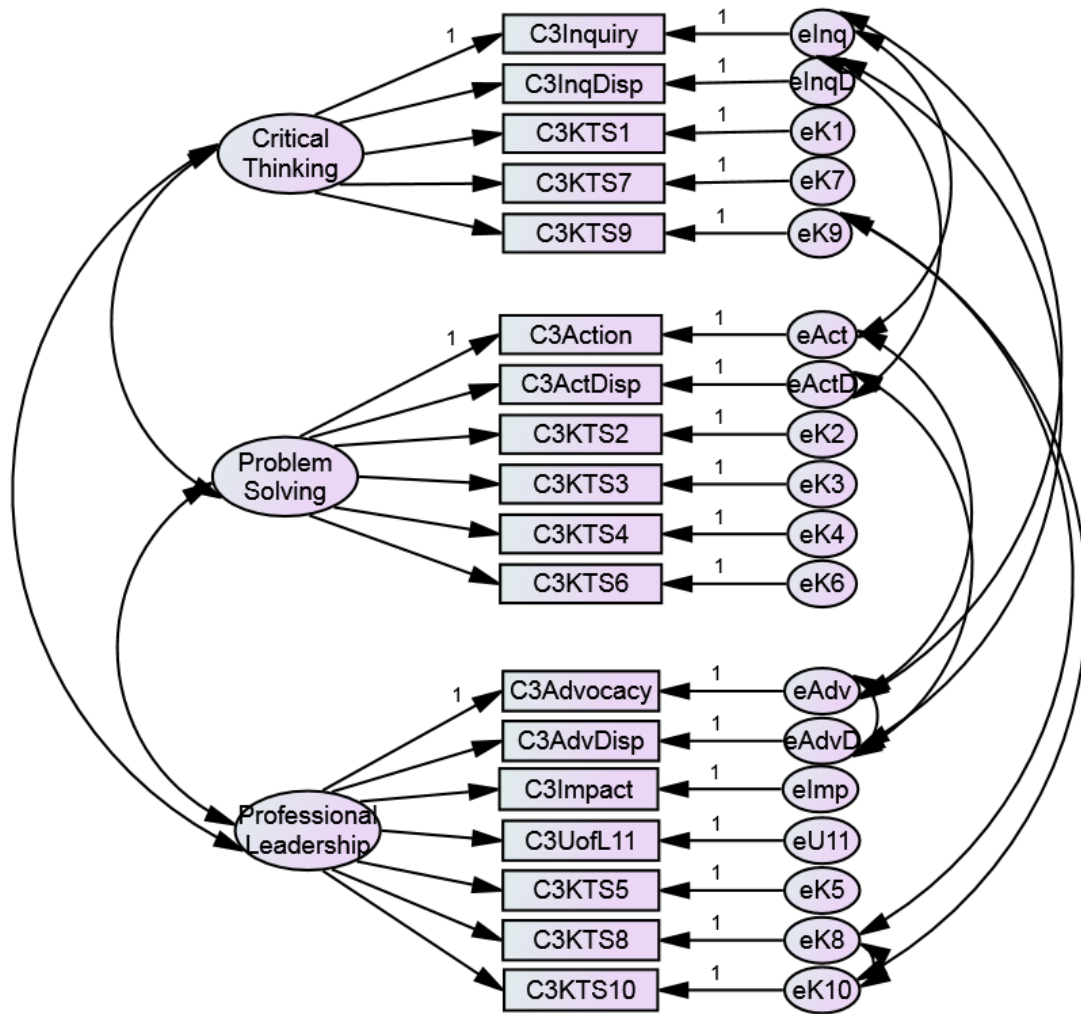 1
C3Inquiry
1
eInq
C3InqDisp
1
eInqD
Critical
Thinking
C3KTS1
1
eK1
C3KTS7
1
eK7
C3KTS9
1
eK9
1
C3Action
1
eAct
C3ActDisp
1
eActD
C3KTS2
1
eK2
Problem
Solving
C3KTS3
1
eK3
C3KTS4
1
eK4
C3KTS6
1
eK6
1
C3Advocacy
1
eAdv
C3AdvDisp
1
eAdvD
C3Impact
1
eImp
Professional
Leadership
C3UofL11
1
eU11
C3KTS5
1
eK5
C3KTS8
1
eK8
C3KTS10
1
eK10